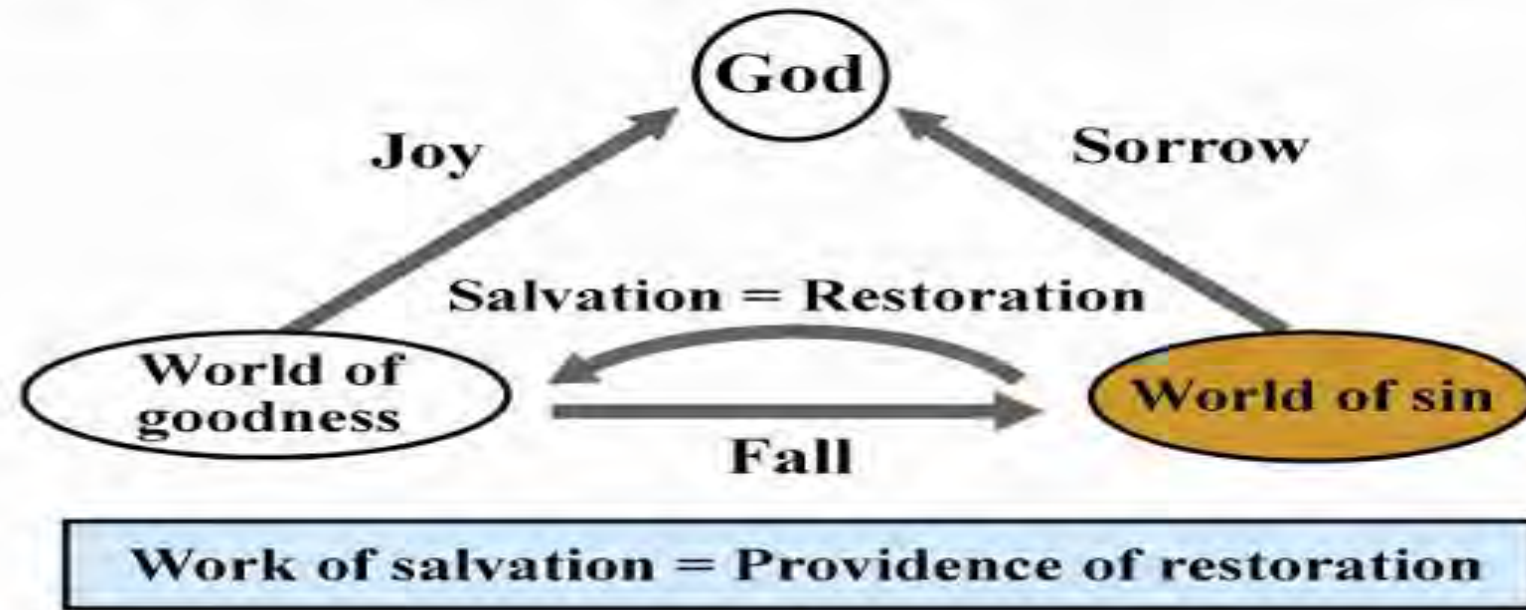 God
Joy
Sorrow
Salvation = Restoration
World of
goodness
World of sin
Fall
Work of salvation = Providence of restoration